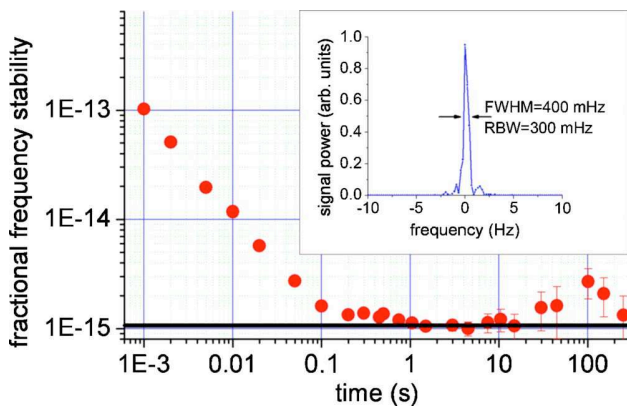 fractional frequency stability
1E-13
1E-14
1E-15
1E-3
0.01
0.1
1
10
100
time (s)
signal power (arb. units)
1.0
0.8
0.6
0.4
0.2
0.0
-10
-5
0
5
10
frequency (Hz)
FWHM=400 mHz
RBW=300 mHz